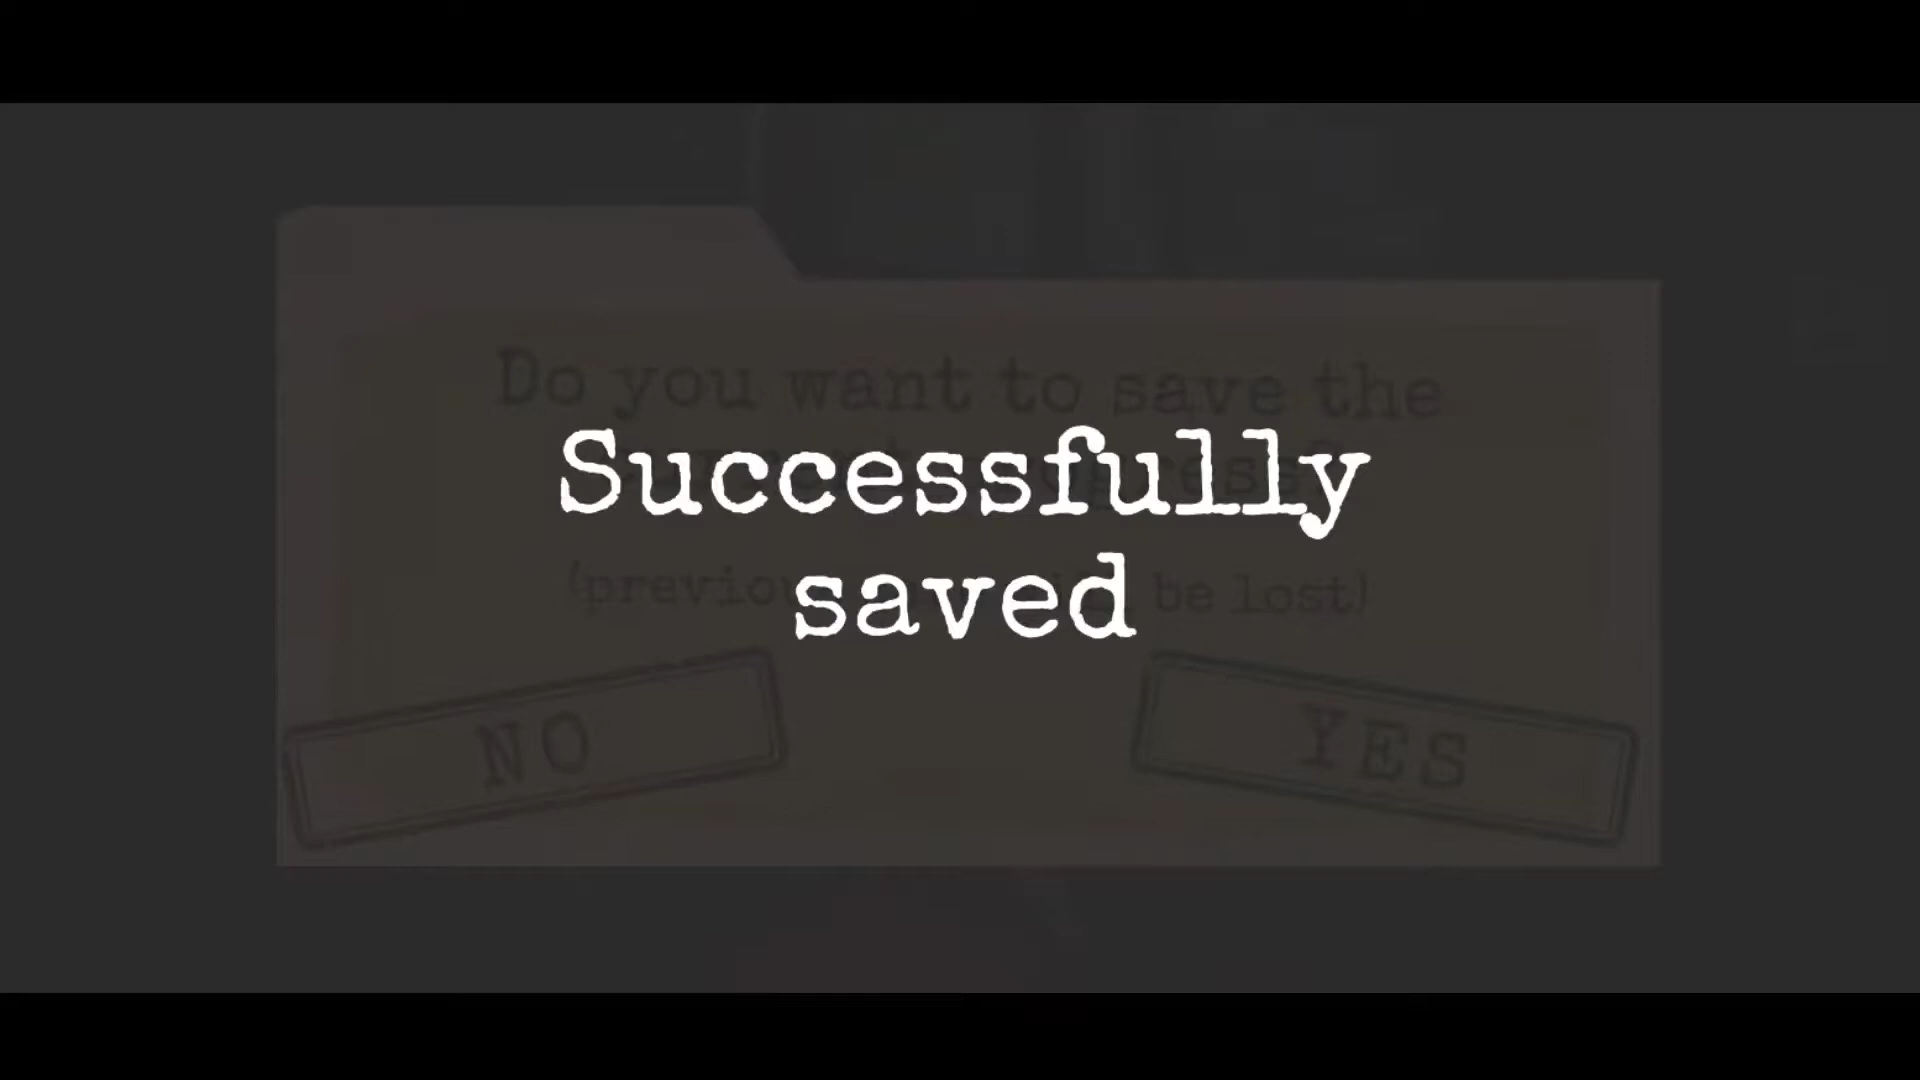 Do you want to save the
Successfully
saved
be lost)
NO
YES